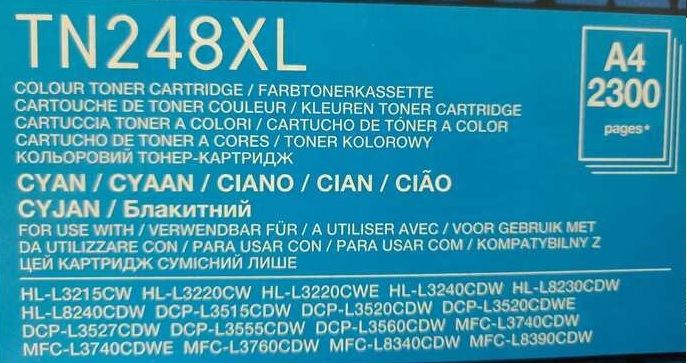 TN248XL
A4
2300
pages*
COLOUR TONER CARTRIDGE / FARBTONERKASSETTE
CARTOUCHE DE TONER COULEUR / KLEUREN TONER CARTRIDGE
CARTUCCIA TONER A COLORI / CARTUCHO DE TÓNER A COLOR
CARTUCHO DE TONER A CORES / TONER KOLOROWY
КОЛЬОРОВИЙ ТОНЕР-КАРТРИДЖ
CYAN / CYAAN / CIANO / CIAN / CIÃO
CYJAN / Блакитний
FOR USE WITH / VERWENDBAR FÜR / A UTILISER AVEC / VOOR GEBRUIK MET
DA UTILIZZARE CON / PARA USAR CON / PARA USAR COM / KOMPATYBILNY Z
ЦЕЙ КАРТРИДЖ СУМІСНИЙ ЛИШЕ
HL-L3215CW HL-L3220CW HL-L3220CWE HL-L3240CDW HL-L8230CDW
HL-L8240CDW DCP-L3515CDW DCP-L3520CDW DCP-L3520CDWE
DCP-L3527CDW DCP-L3555CDW DCP-L3560CDW MFC-L3740CDW
MFC-L3740CDWE MFC-L3760CDW MFC-L8340CDW MFC-L8390CDW